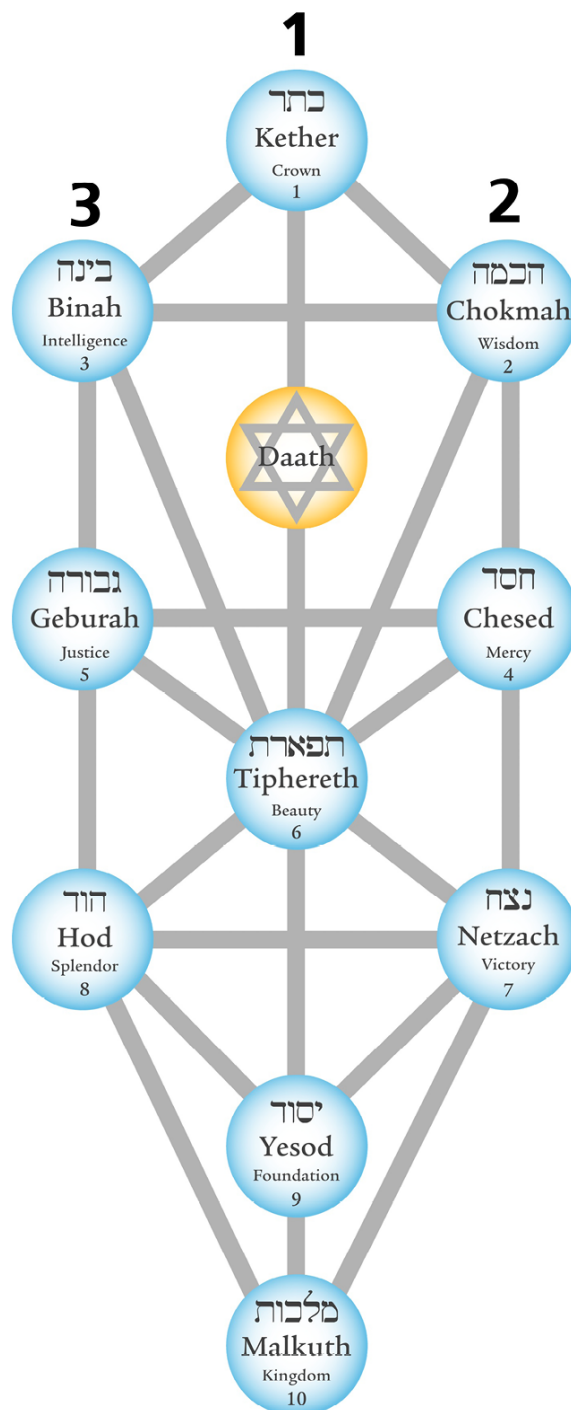 1
כתר
Kether
Crown
1
3
2
בינה
Binah
Intelligence
3
הכמה
Chokmah
Wisdom
2
Daath
גבורה
Geburah
Justice
5
חסד
Chesed
Mercy
4
תפארת
Tiphereth
Beauty
6
הוד
Hod
Splendor
8
נצח
Netzach
Victory
7
יסוד
Yesod
Foundation
9
מלכות
Malkuth
Kingdom
10